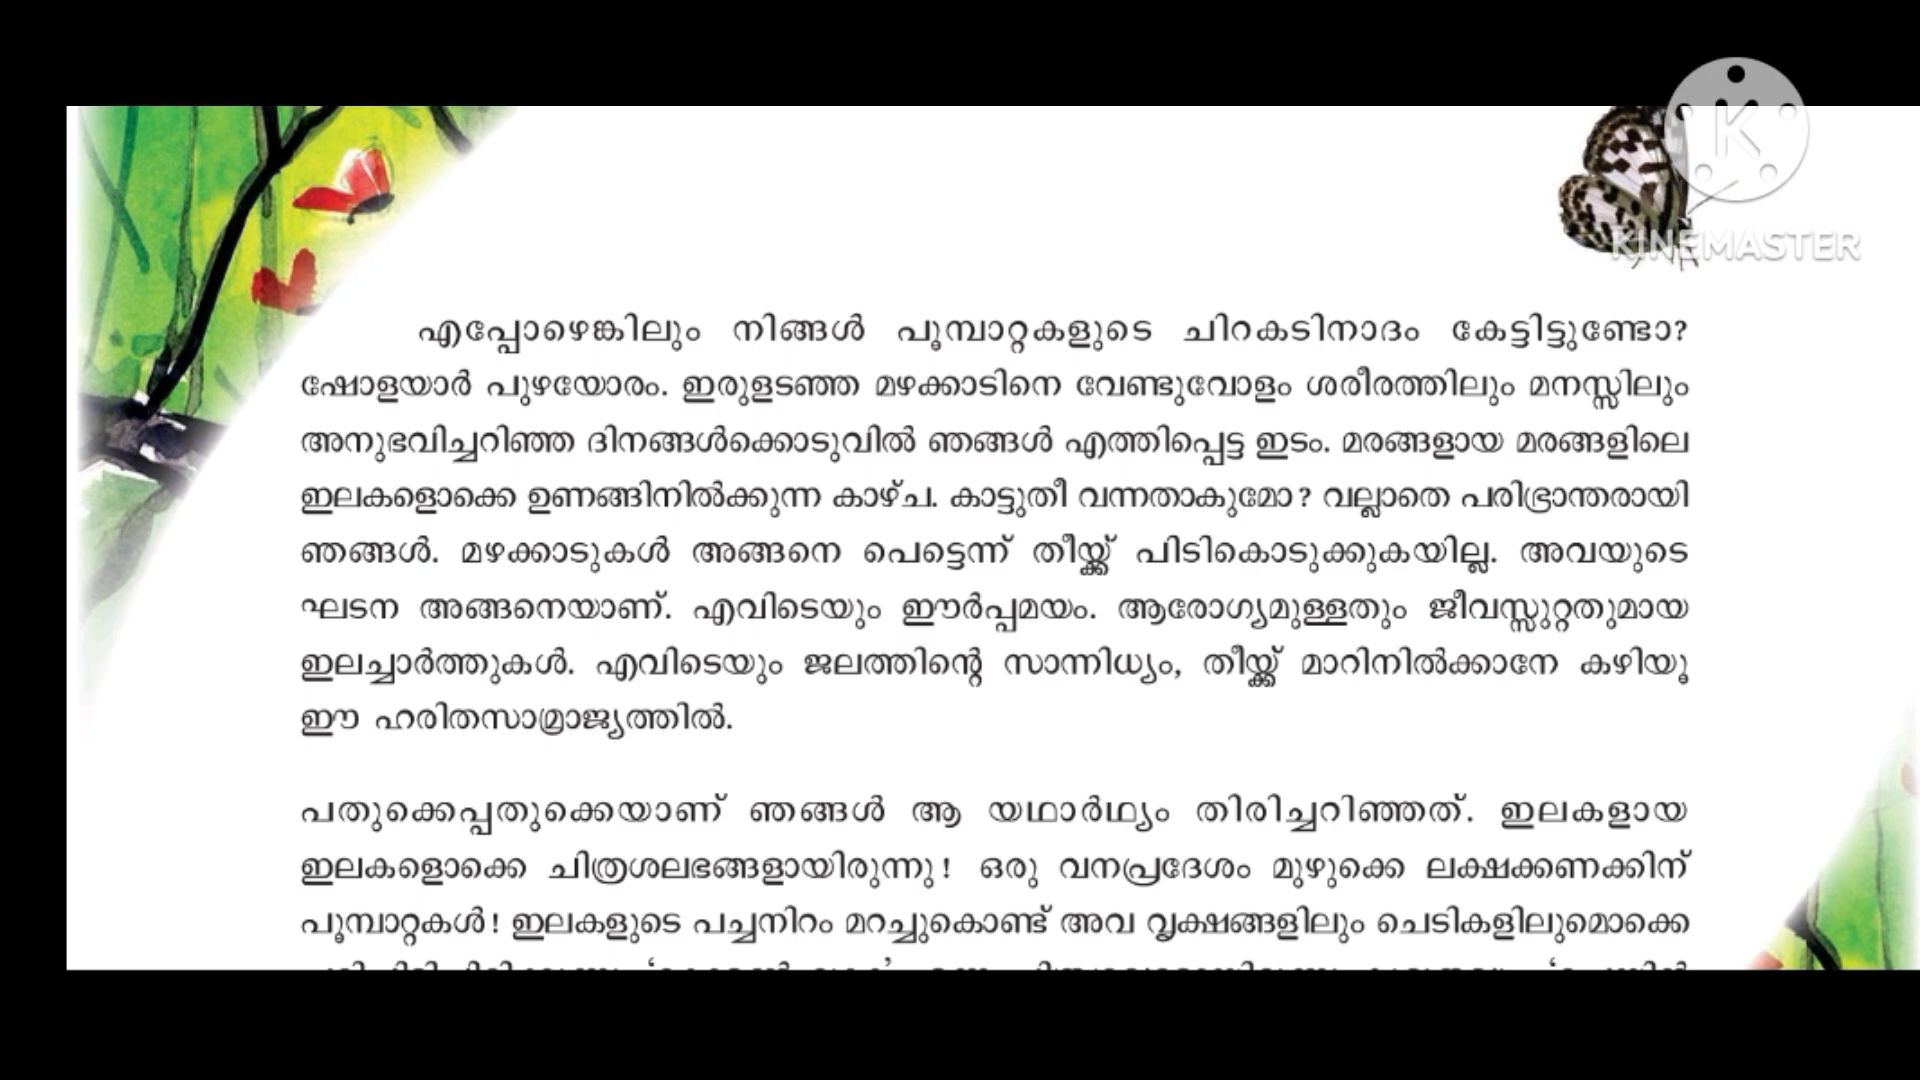 K
KINEMASTER
എപ്പോഴെങ്കിലും നിങ്ങൾ പൂമ്പാറ്റകളുടെ ചിറകടിനാദം കേട്ടിട്ടുണ്ടോ?
ഷോളയാർ പുഴയോരം. ഇരുളടഞ്ഞ മഴക്കാടിനെ വേണ്ടുവോളം ശരീരത്തിലും മനസ്സിലും
അനുഭവിച്ചറിഞ്ഞ ദിനങ്ങൾക്കൊടുവിൽ ഞങ്ങൾ എത്തിപ്പെട്ട ഇടം. മരങ്ങളായ മരങ്ങളിലെ
ഇലകളൊക്കെ ഉണങ്ങിനിൽക്കുന്ന കാഴ്ച. കാട്ടുതീ വന്നതാകുമോ? വല്ലാതെ പരിഭ്രാന്തരായി
ഞങ്ങൾ. മഴക്കാടുകൾ അങ്ങനെ പെട്ടെന്ന് തീയ്ക്ക് പിടികൊടുക്കുകയില്ല. അവയുടെ
ഘടന അങ്ങനെയാണ്. എവിടെയും ഈർപ്പമയം. ആരോഗ്യമുള്ളതും ജീവസ്സുറ്റതുമായ
ഇലച്ചാർത്തുകൾ. എവിടെയും ജലത്തിന്റെ സാന്നിധ്യം, തീയ്ക്ക് മാറിനിൽക്കാനേ കഴിയൂ
ഈ ഹരിതസാമ്രാജ്യത്തിൽ.
പതുക്കെപ്പതുക്കെയാണ് ഞങ്ങൾ ആ യഥാർഥ്യം തിരിച്ചറിഞ്ഞത്. ഇലകളായ
ഇലകളൊക്കെ ചിത്രശലഭങ്ങളായിരുന്നു! ഒരു വനപ്രദേശം മുഴുക്കെ ലക്ഷക്കണക്കിന്
പൂമ്പാറ്റകൾ! ഇലകളുടെ പച്ചനിറം മറച്ചുകൊണ്ട് അവ വൃക്ഷങ്ങളിലും ചെടികളിലുമൊക്കെ